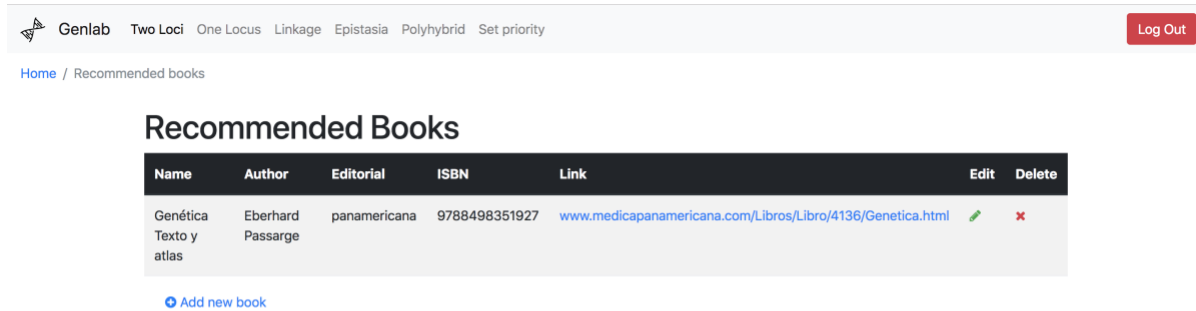 Genlab Two Loci One Locus Linkage Epistasia Polyhybrid Set priority Log Out
Home / Recommended books
Recommended Books
Name Author Editorial ISBN Link Edit Delete
Genética Eberhard panamericana 9788498351927 www.medicapanamericana.com/Libros/Libro/4136/Genetica.html
Texto y Passarge
atlas
Add new book